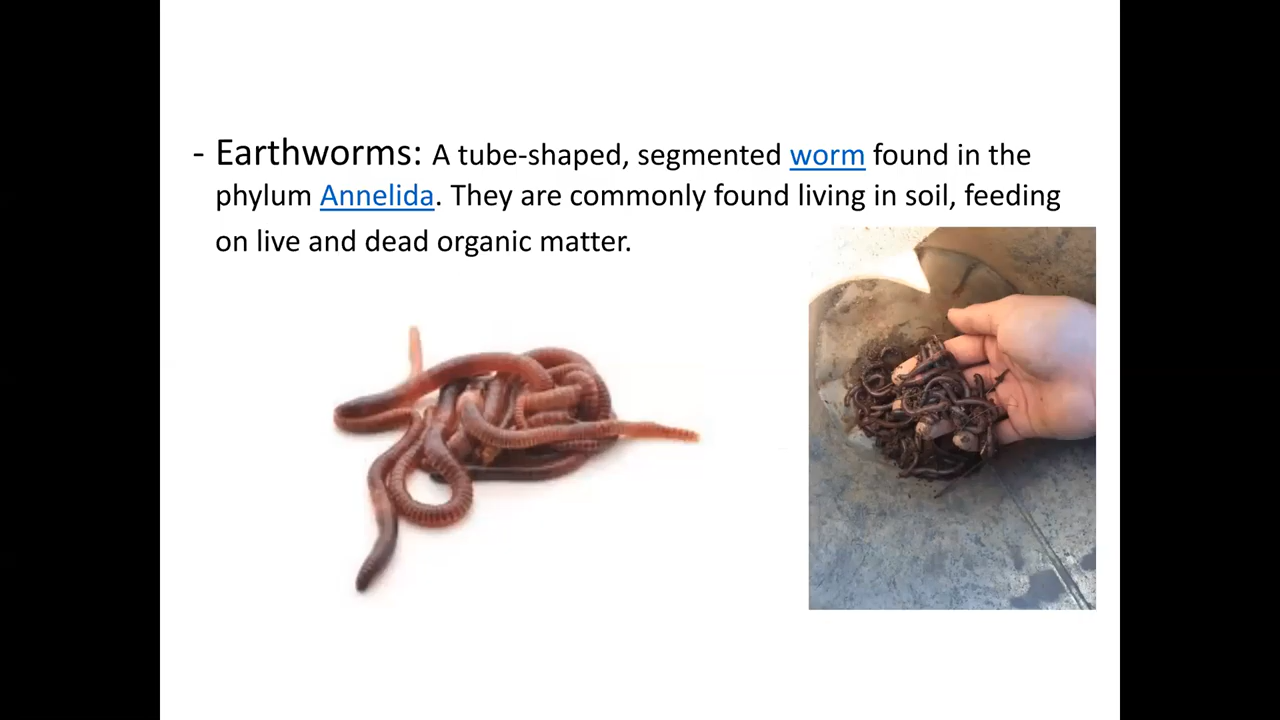 - Earthworms: A tube-shaped, segmented worm found in the
phylum Annelida. They are commonly found living in soil, feeding
on live and dead organic matter.